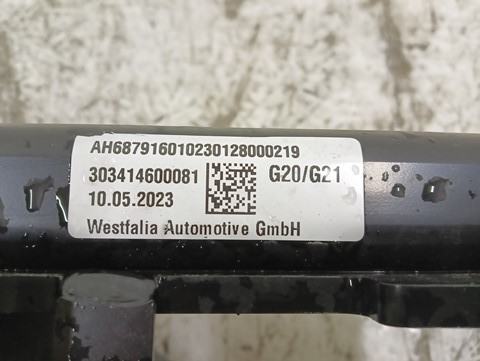 AH687916010230128000219
303414600081 G20/G21
10.05.2023
Westfalia Automotive GmbH